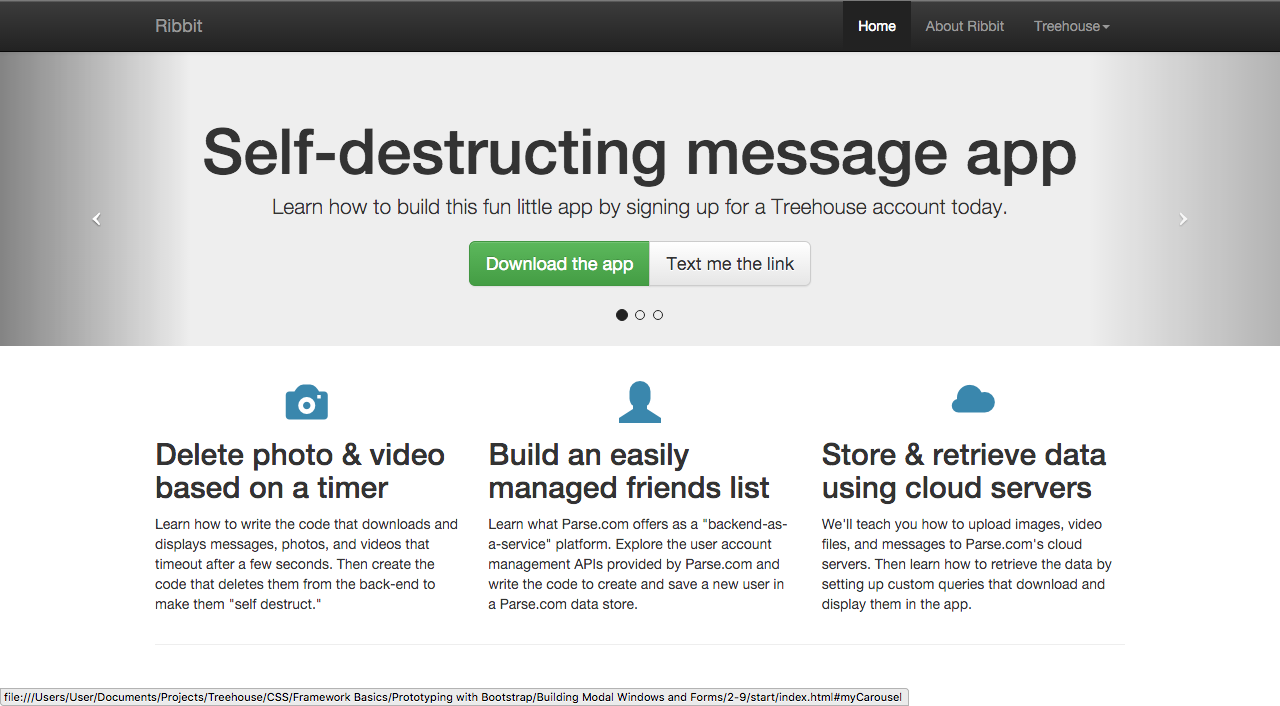 Ribbit
Home
About Ribbit
Treehouse
Self-destructing message app
Learn how to build this fun little app by signing up for a Treehouse account today.
Download the app
Text me the link
Delete photo & video
based on a timer
Learn how to write the code that downloads and
displays messages, photos, and videos that
timeout after a few seconds. Then create the
code that deletes them from the back-end to
make them "self destruct."
Build an easily
managed friends list
Learn what Parse.com offers as a "backend-as-
a-service" platform. Explore the user account
management APIs provided by Parse.com and
write the code to create and save a new user in
a Parse.com data store.
Store & retrieve data
using cloud servers
We'll teach you how to upload images, video
files, and messages to Parse.com's cloud
servers. Then learn how to retrieve the data by
setting up custom queries that download and
display them in the app.
file:///Users/User/Documents/Projects/Treehouse/CSS/Framework Basics/Prototyping with Bootstrap/Building Modal Windows and Forms/2-9/start/index.html#myCarousel